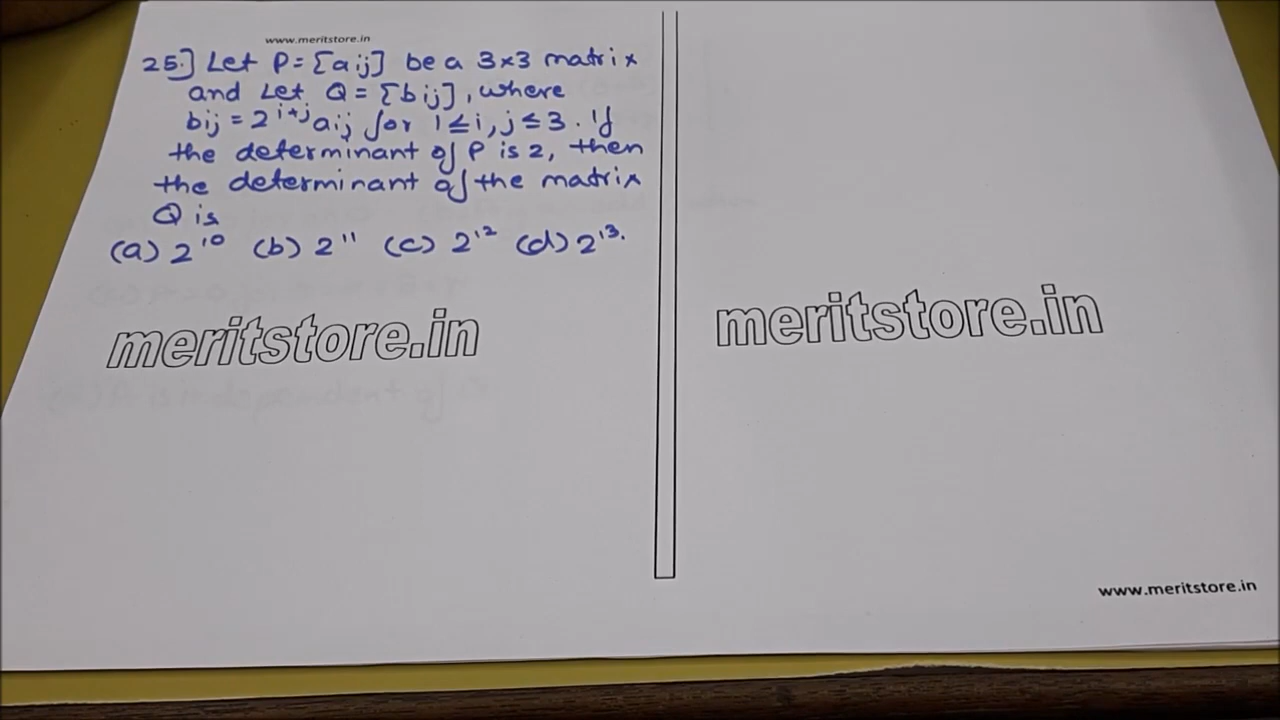 www.meritstore.in
25.] Let P = [aij] be a 3×3 matrix
and Let Q = [bij], where
bij = 2^{i+j} aij for 1 ≤ i, j ≤ 3. If
the determinant of P is 2, then
the determinant of the matrix
Q is
(a) 2^{10} (b) 2^{11} (c) 2^{12} (d) 2^{13}.
meritstore.in
meritstore.in
www.meritstore.in